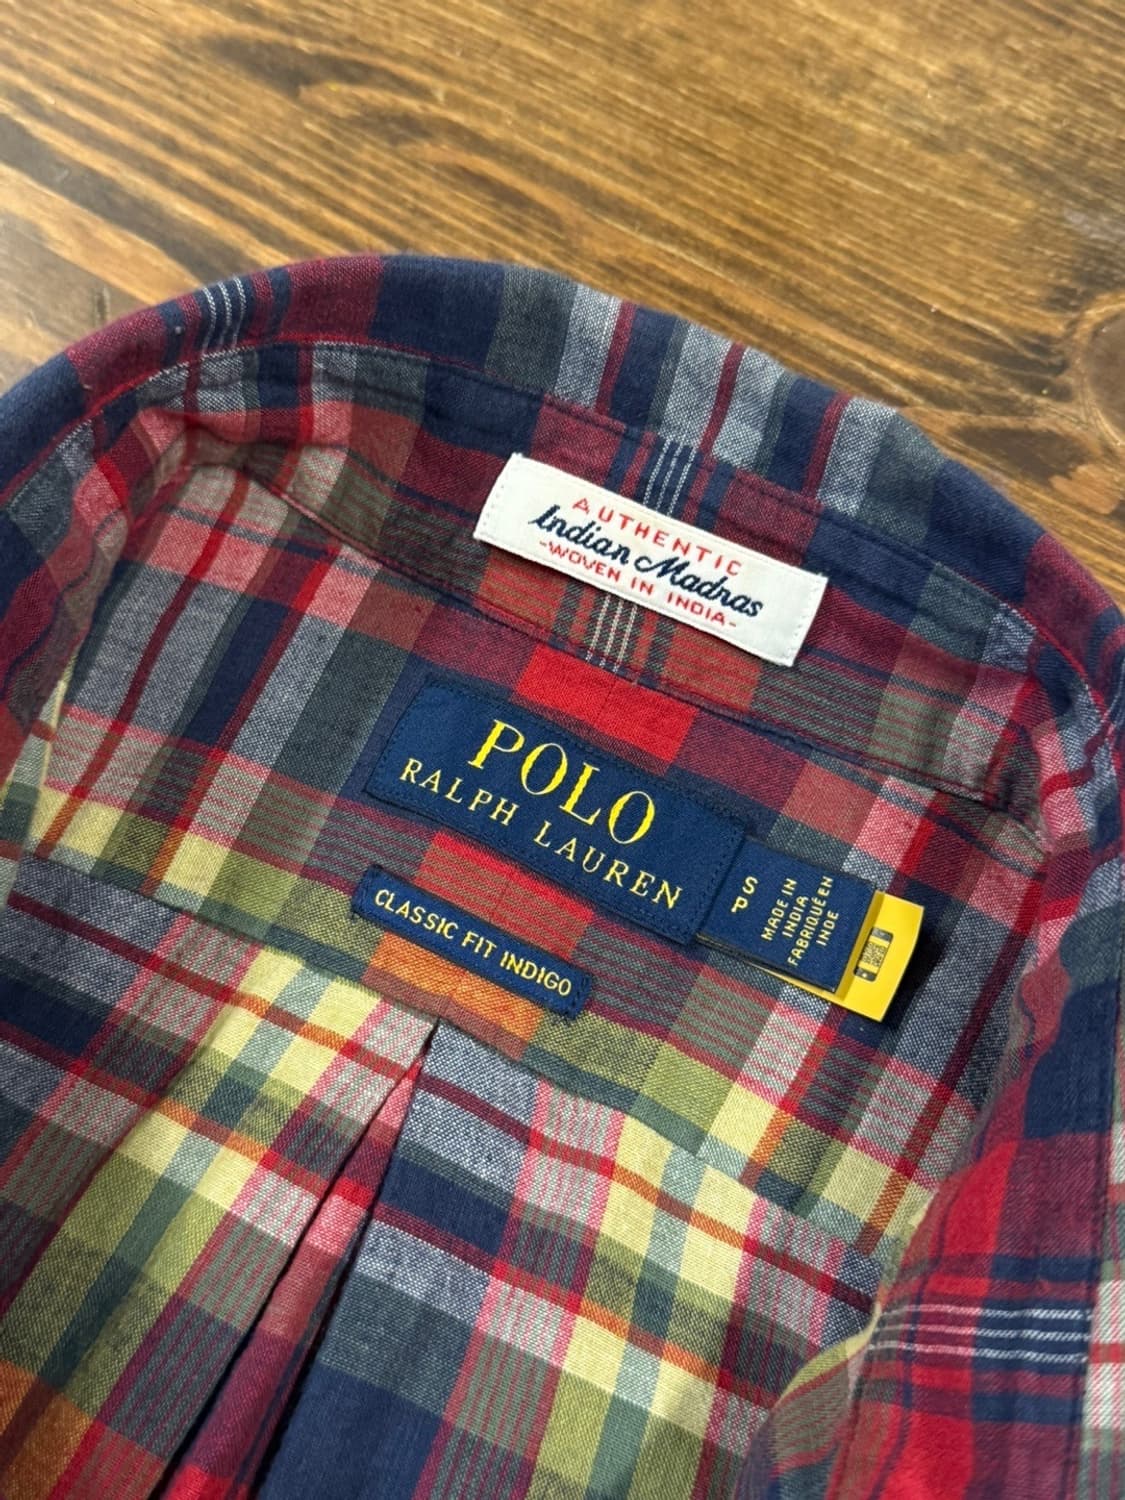 AUTHENTIC
Indian Madras
-WOVEN IN INDIA-
POLO
RALPH LAUREN
S
P
MADE IN
INDIA
FABRIQUÉ EN
INDE
CLASSIC FIT INDIGO